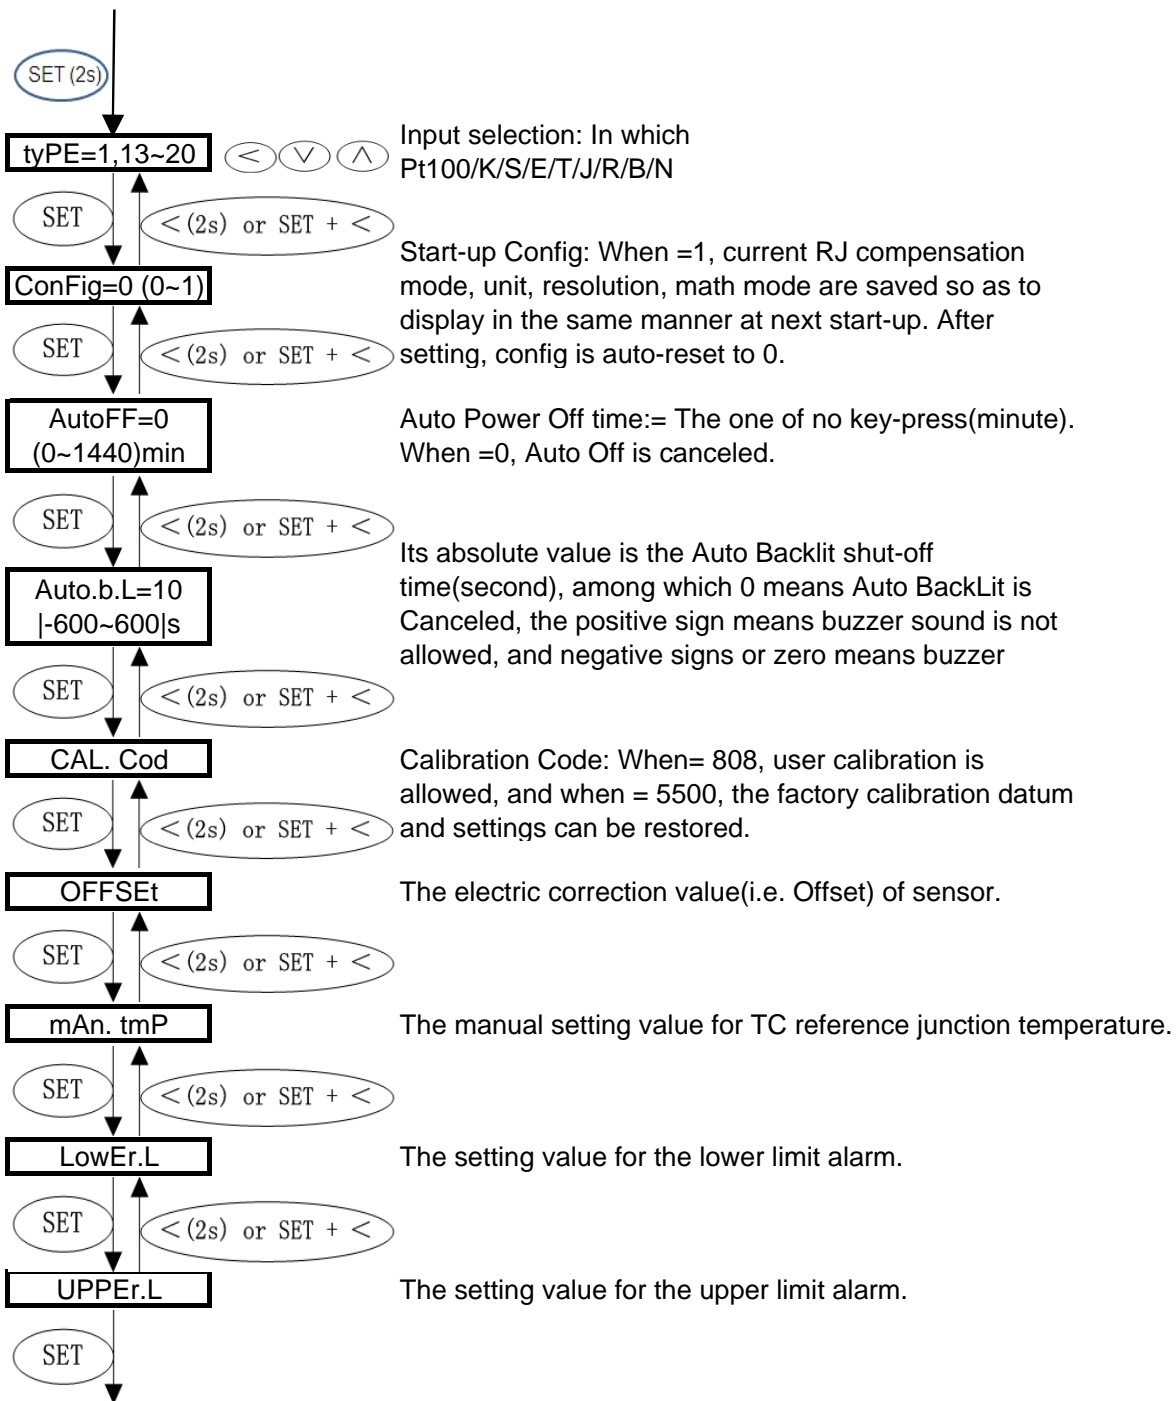 SET (2s)
tyPE=1,13~20
<
∨
∧
Input selection: In which
Pt100/K/S/E/T/J/R/B/N
SET
<(2s) or SET + <
ConFig=0 (0~1)
Start-up Config: When =1, current RJ compensation
mode, unit, resolution, math mode are saved so as to
display in the same manner at next start-up. After
setting, config is auto-reset to 0.
SET
<(2s) or SET + <
AutoFF=0
(0~1440)min
Auto Power Off time:= The one of no key-press(minute).
When =0, Auto Off is canceled.
SET
<(2s) or SET + <
Auto.b.L=10
|-600~600|s
Its absolute value is the Auto Backlit shut-off
time(second), among which 0 means Auto BackLit is
Canceled, the positive sign means buzzer sound is not
allowed, and negative signs or zero means buzzer
SET
<(2s) or SET + <
CAL. Cod
Calibration Code: When= 808, user calibration is
allowed, and when = 5500, the factory calibration datum
and settings can be restored.
SET
<(2s) or SET + <
OFFSEt
The electric correction value(i.e. Offset) of sensor.
SET
<(2s) or SET + <
mAn. tmP
The manual setting value for TC reference junction temperature.
SET
<(2s) or SET + <
LowEr.L
The setting value for the lower limit alarm.
SET
<(2s) or SET + <
UPPEr.L
The setting value for the upper limit alarm.
SET